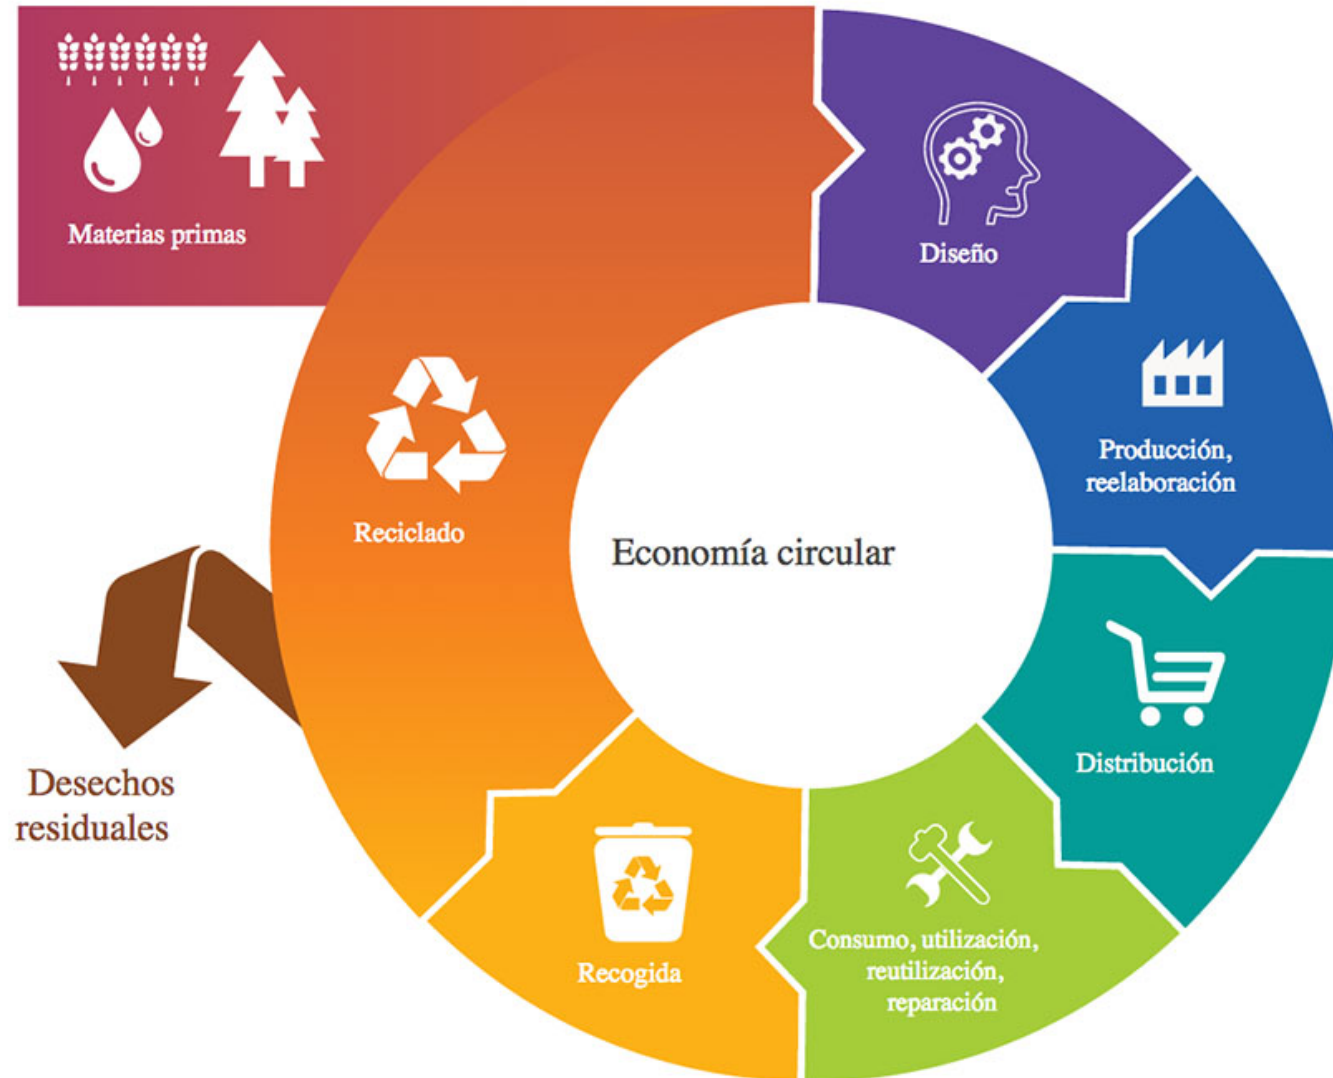 Materias primas
Diseño
Producción,
reelaboración
Distribución
Consumo, utilización,
reutilización,
reparación
Recogida
Reciclado
Economía circular
Desechos
residuales